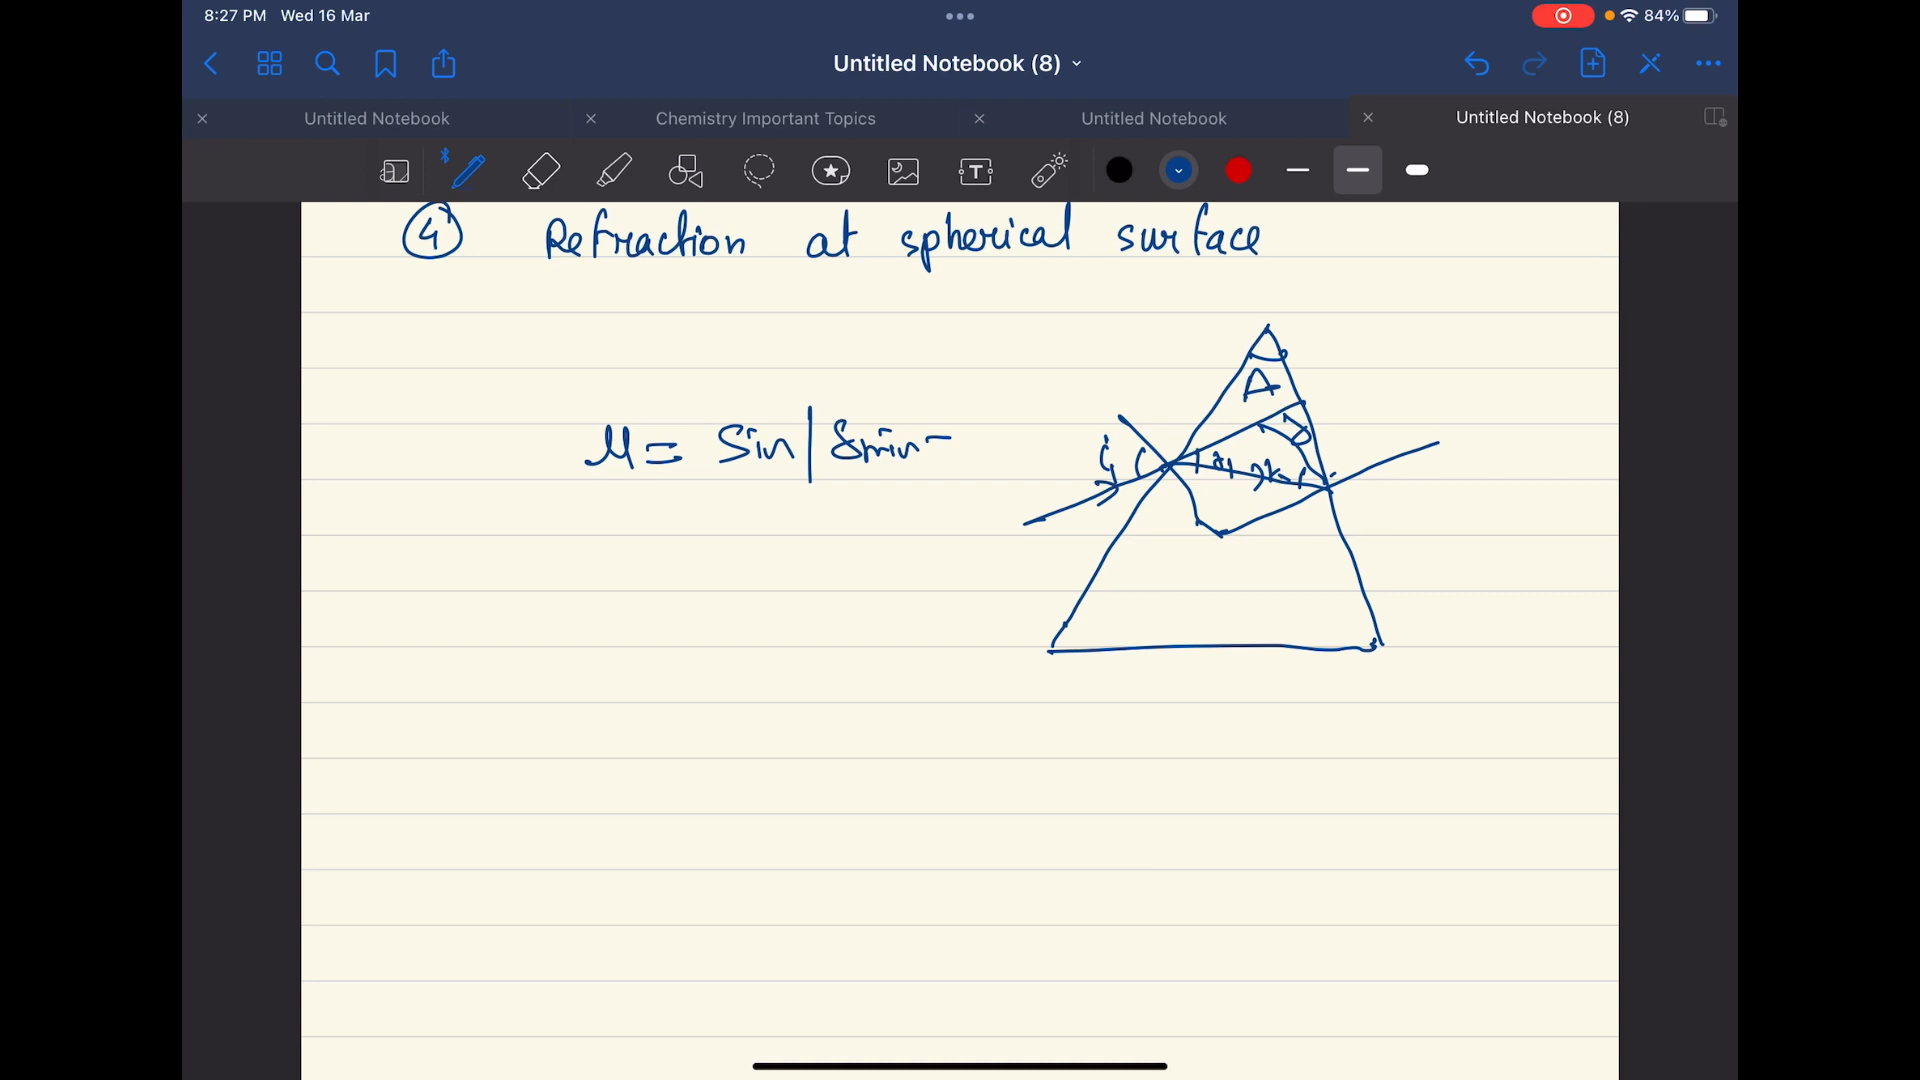 8:27 PM Wed 16 Mar
84%
Untitled Notebook (8)
Untitled Notebook
Chemistry Important Topics
Untitled Notebook
Untitled Notebook (8)
T
4 Refraction at spherical surface
A
μ = Sin | δmin -
i